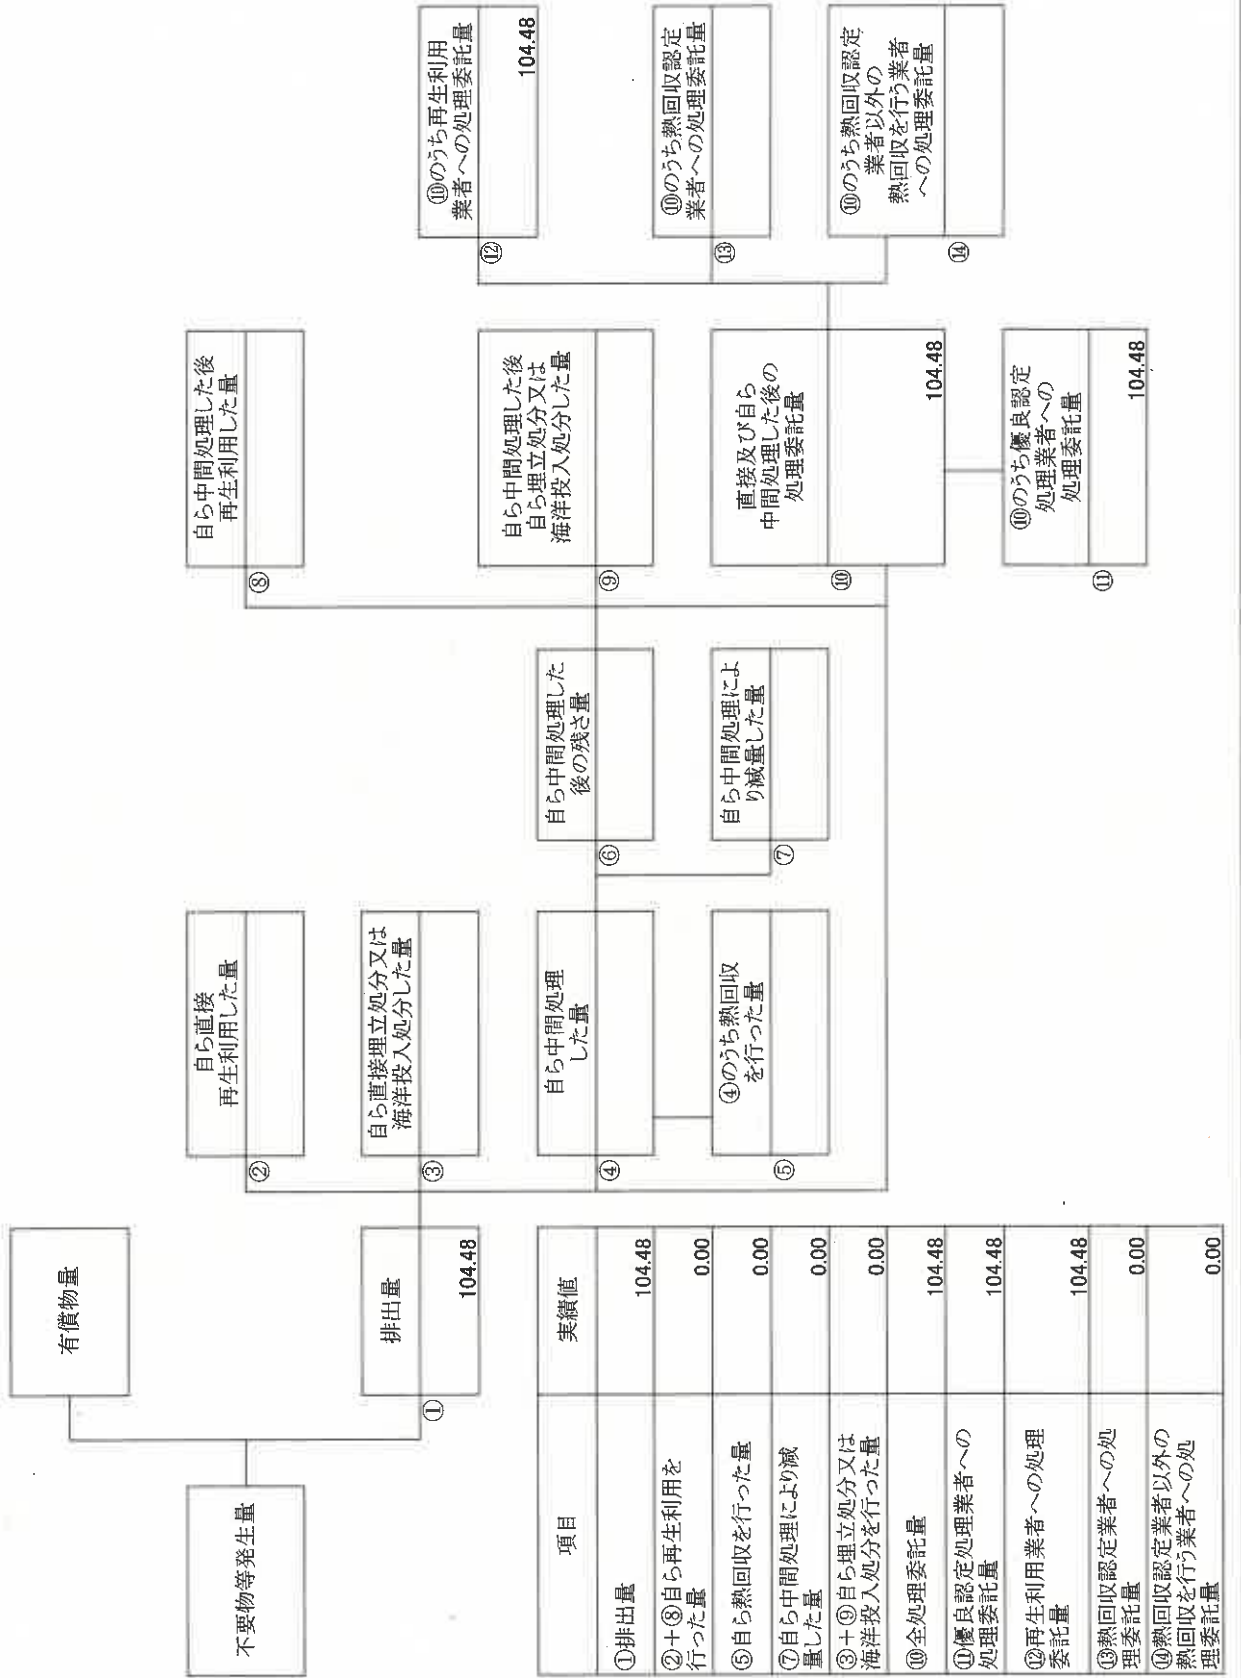 有償物量
不要物等発生量
排出量
①
104.48
自ら直接
再生利用した量
②
自ら直接埋立処分又は
海洋投入処分した量
③
自ら中間処理
した量
④
④のうち熱回収
を行った量
⑤
自ら中間処理した
後の残さ量
⑥
自ら中間処理によ
り減量した量
⑦
自ら中間処理した後
再生利用した量
⑧
自ら中間処理した後
自ら埋立処分又は
海洋投入処分した量
⑨
直接及び自ら
中間処理した後の
処理委託量
⑩
104.48
⑩のうち優良認定
処理業者への
処理委託量
⑪
104.48
⑩のうち再生利用
業者への処理委託量
⑫
104.48
⑩のうち熱回収認定
業者への処理委託量
⑬
⑩のうち熱回収認定
業者以外の
熱回収を行う業者
への処理委託量
⑭
項目 実績値
①排出量 104.48
②+⑧自ら再生利用を
行った量 0.00
⑤自ら熱回収を行った量 0.00
⑦自ら中間処理により減
量した量 0.00
③+⑨自ら埋立処分又は
海洋投入処分を行った量 0.00
⑩全処理委託量 104.48
⑪優良認定処理業者への
処理委託量 104.48
⑫再生利用業者への処理
委託量 104.48
⑬熱回収認定業者への処
理委託量 0.00
⑭熱回収認定業者以外の
熱回収を行う業者への処
理委託量 0.00